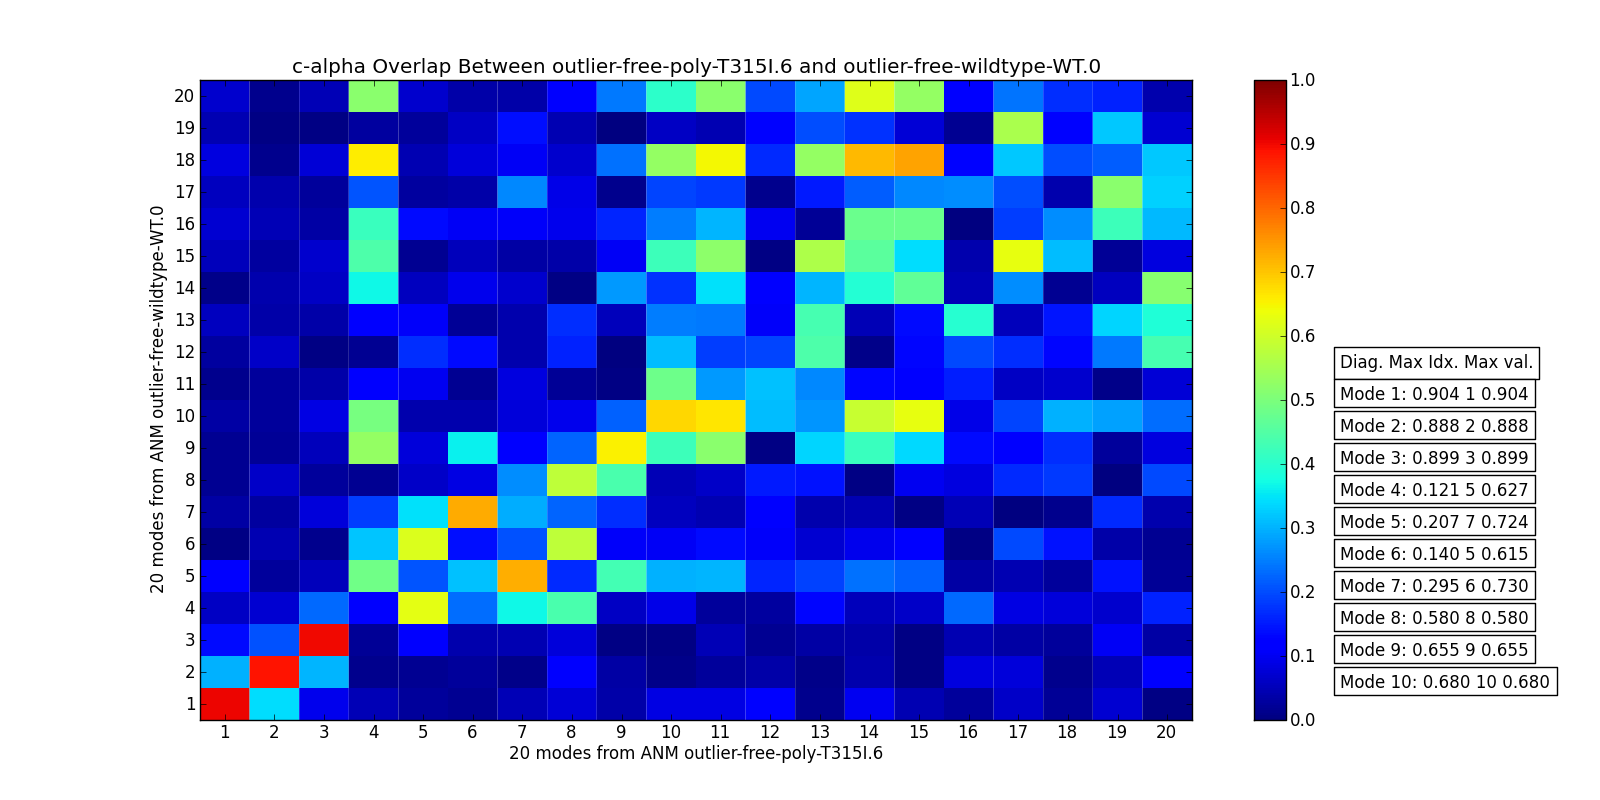 c-alpha Overlap Between outlier-free-poly-T315I.6 and outlier-free-wildtype-WT.0
20 modes from ANM outlier-free-wildtype-WT.0
20
19
18
17
16
15
14
13
12
11
10
9
8
7
6
5
4
3
2
1
1 2 3 4 5 6 7 8 9 10 11 12 13 14 15 16 17 18 19 20
20 modes from ANM outlier-free-poly-T315I.6
1.0
0.9
0.8
0.7
0.6
0.5
0.4
0.3
0.2
0.1
0.0
Diag. Max Idx. Max val.
Mode 1: 0.904 1 0.904
Mode 2: 0.888 2 0.888
Mode 3: 0.899 3 0.899
Mode 4: 0.121 5 0.627
Mode 5: 0.207 7 0.724
Mode 6: 0.140 5 0.615
Mode 7: 0.295 6 0.730
Mode 8: 0.580 8 0.580
Mode 9: 0.655 9 0.655
Mode 10: 0.680 10 0.680